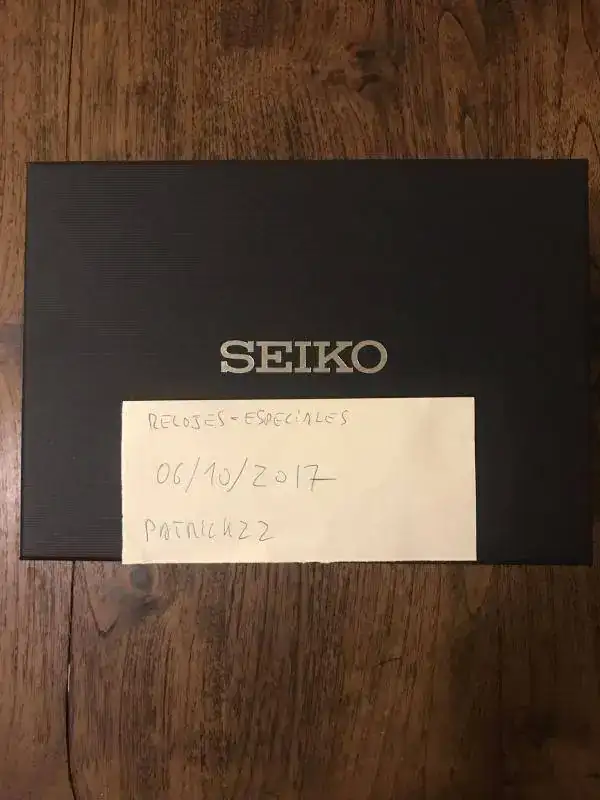 SEIKO
RELOJES-ESPECIALES
06/10/2017
PATRICK22